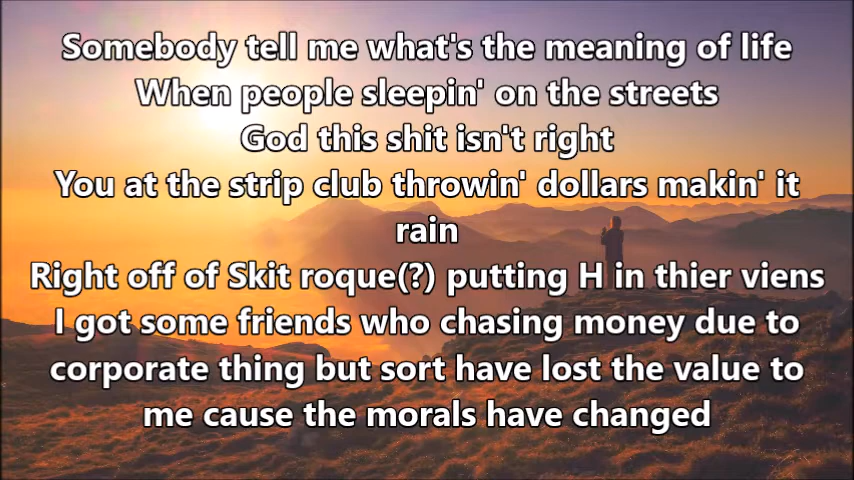 Somebody tell me what's the meaning of life
When people sleepin' on the streets
God this shit isn't right
You at the strip club throwin' dollars makin' it
rain
Right off of Skit roque(?) putting H in thier viens
I got some friends who chasing money due to
corporate thing but sort have lost the value to
me cause the morals have changed